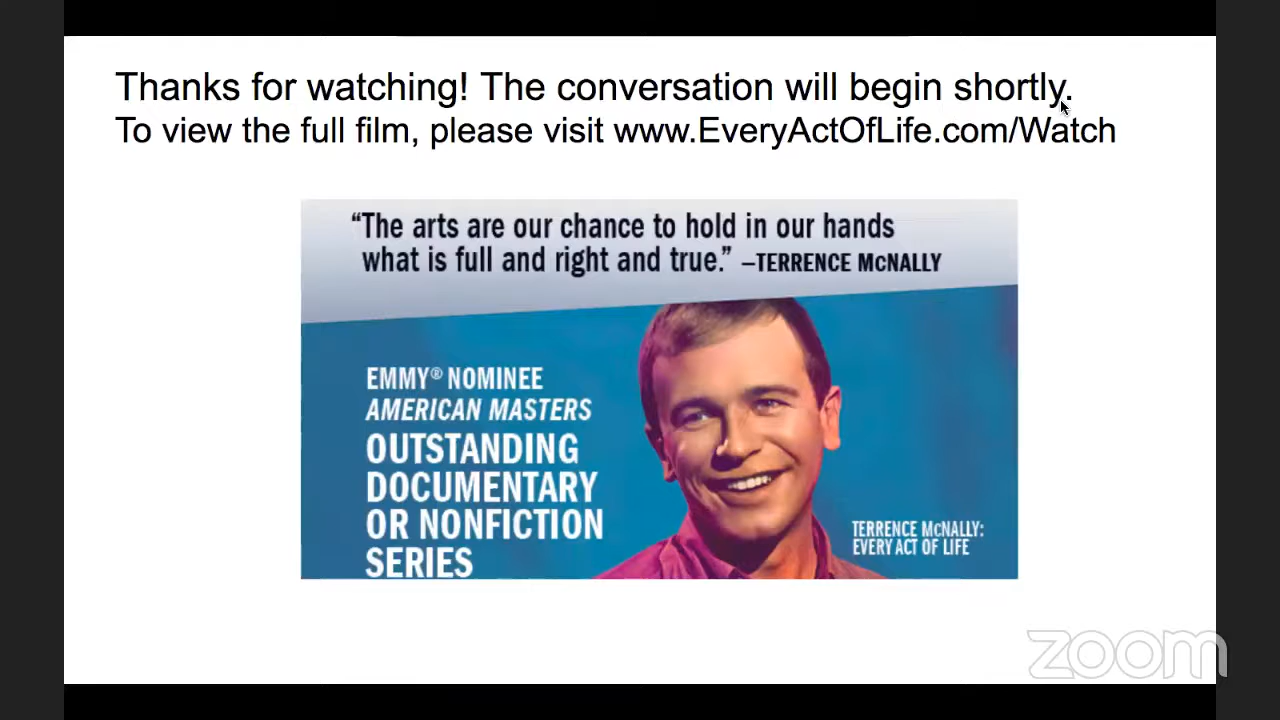 Thanks for watching! The conversation will begin shortly.
To view the full film, please visit www.EveryActOfLife.com/Watch
“The arts are our chance to hold in our hands
what is full and right and true.” –TERRENCE McNALLY
EMMY® NOMINEE
AMERICAN MASTERS
OUTSTANDING
DOCUMENTARY
OR NONFICTION
SERIES
TERRENCE McNALLY:
EVERY ACT OF LIFE
zoom